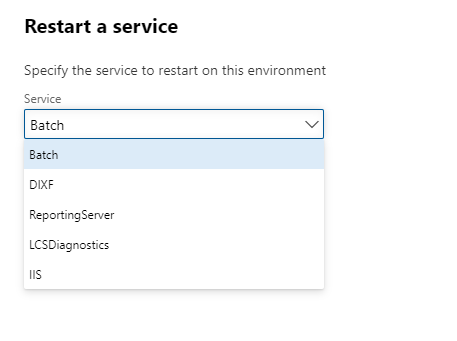 Restart a service
Specify the service to restart on this environment
Service
Batch
Batch
DIXF
ReportingServer
LCSDiagnostics
IIS